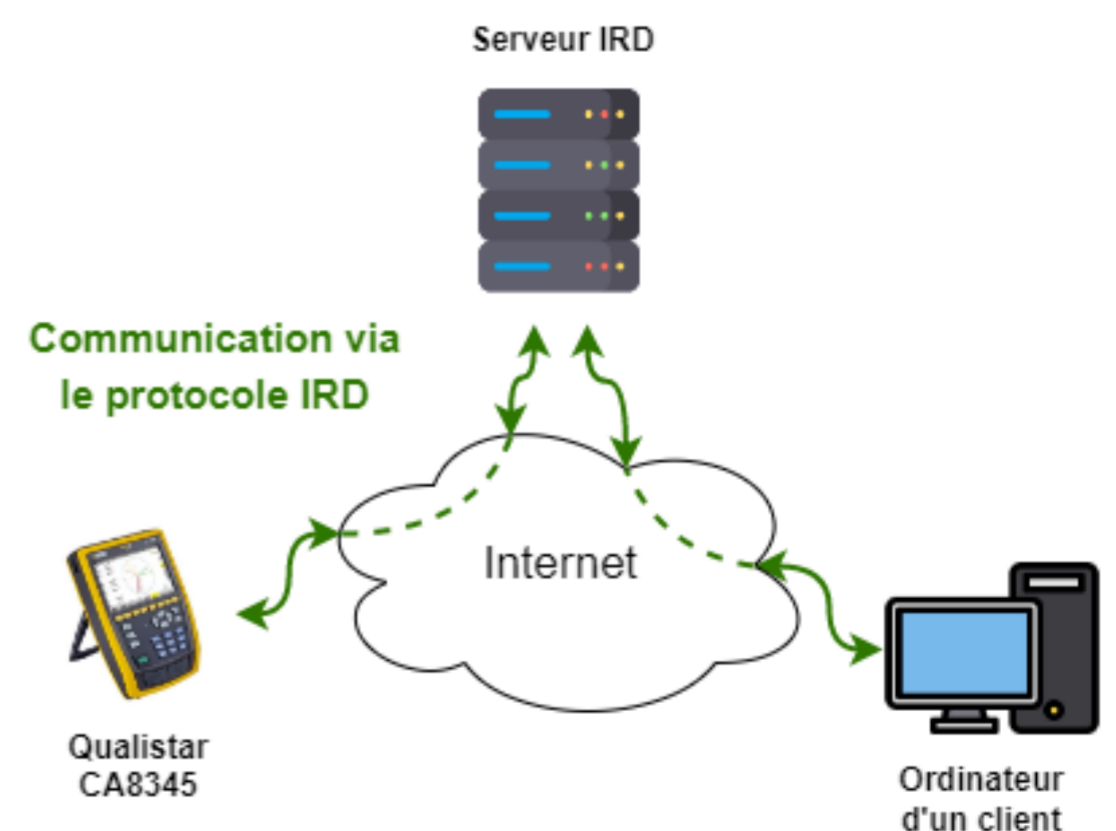 Serveur IRD
Communication via
le protocole IRD
Internet
Qualistar
CA8345
Ordinateur
d'un client